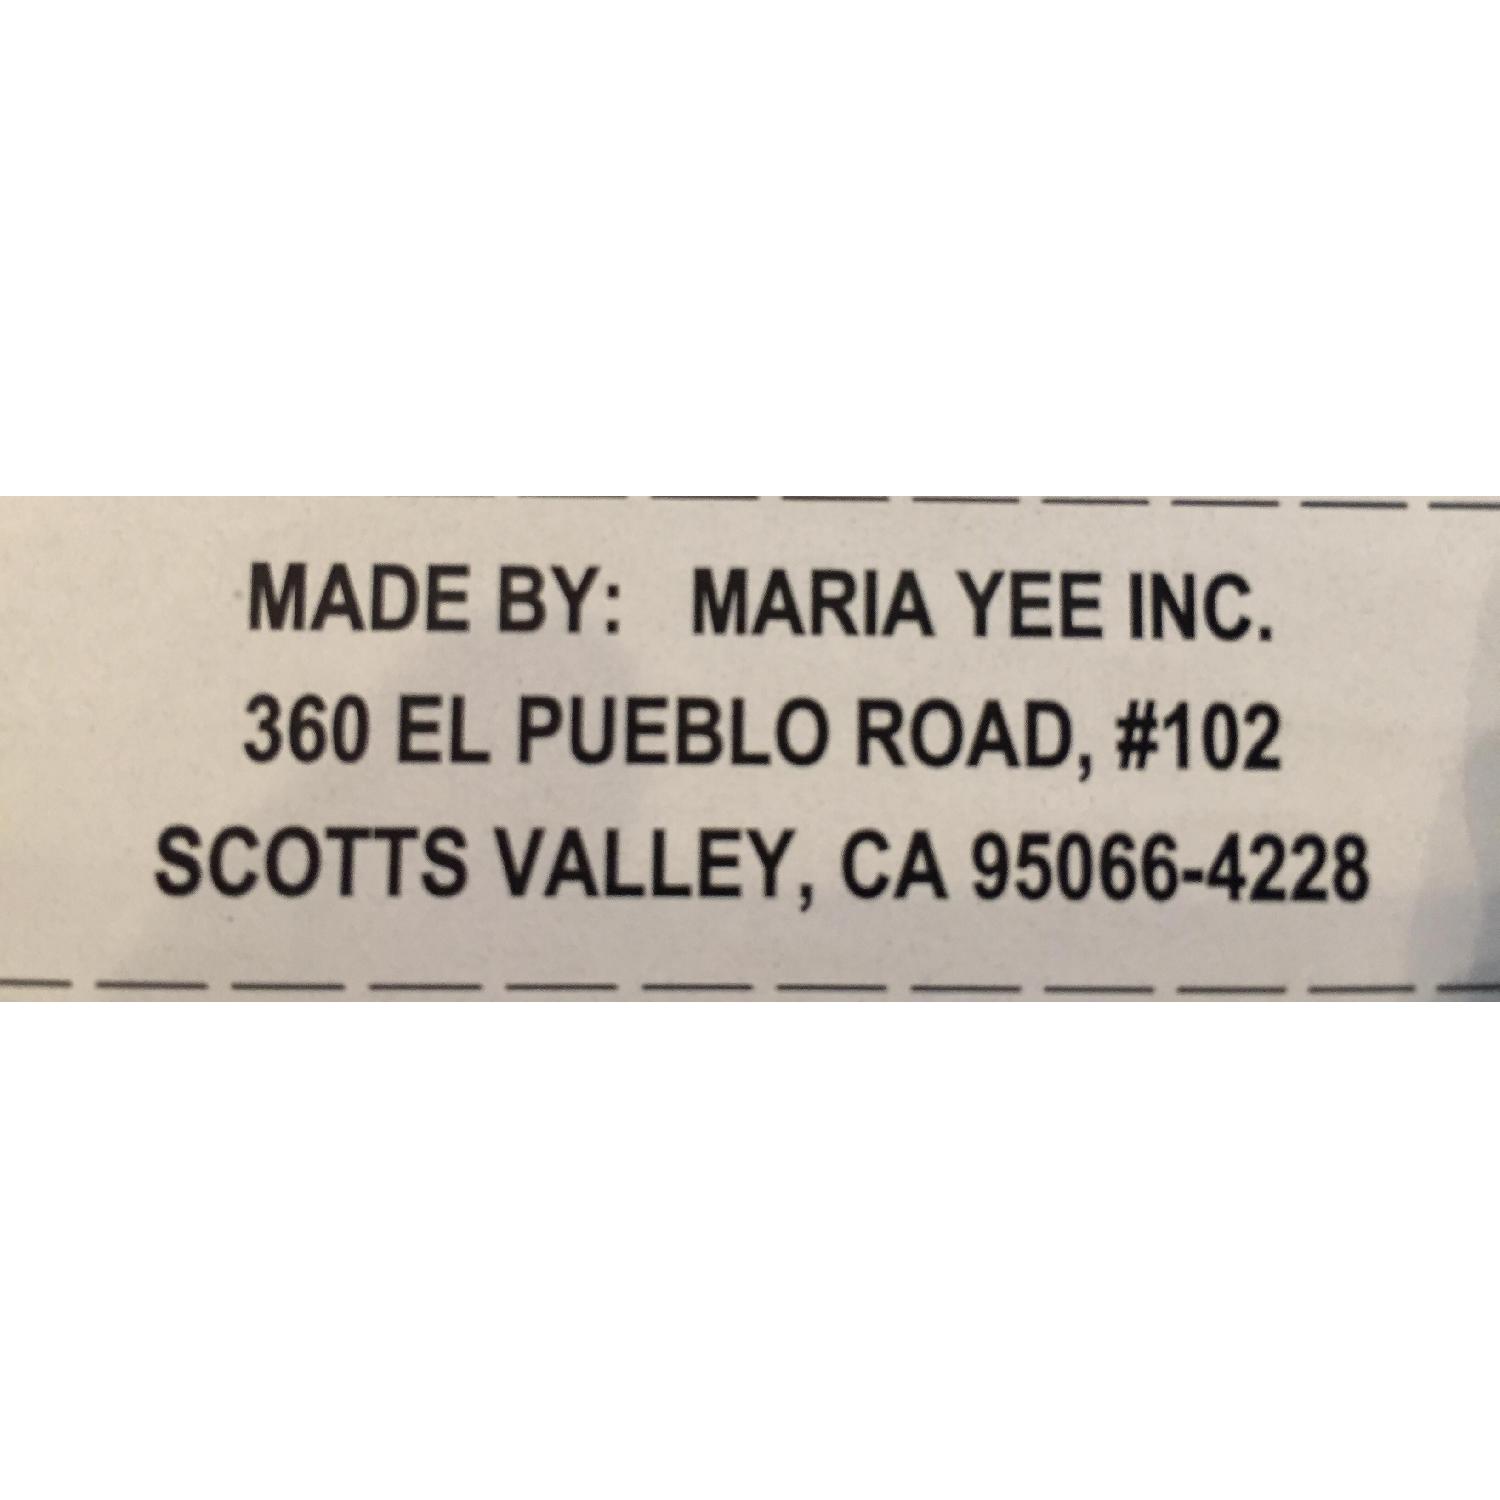 MADE BY: MARIA YEE INC.
360 EL PUEBLO ROAD, #102
SCOTTS VALLEY, CA 95066-4228